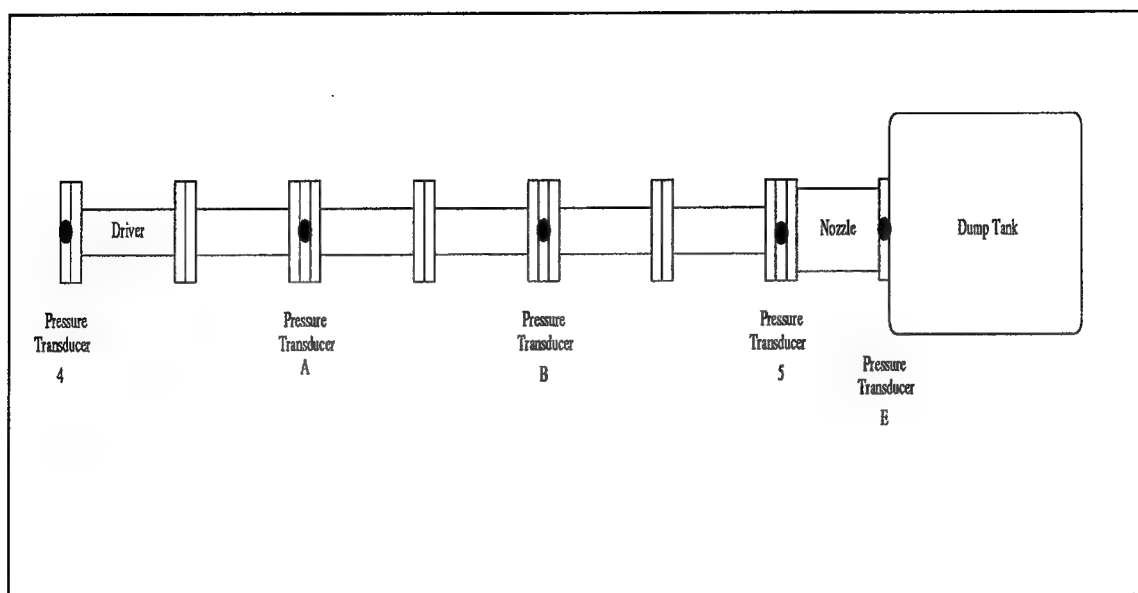 Driver
Nozzle
Dump Tank
Pressure
Transducer
4
Pressure
Transducer
A
Pressure
Transducer
B
Pressure
Transducer
5
Pressure
Transducer
E